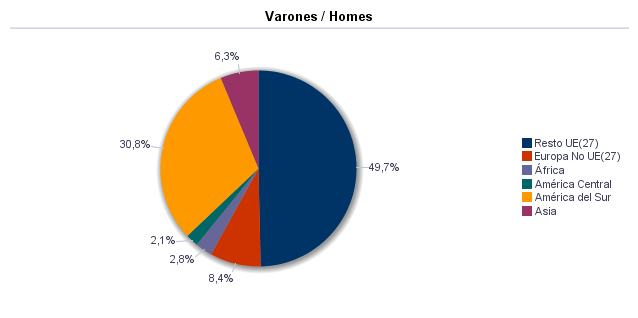 Varones / Homes
6,3%
30,8%
49,7%
2,1%
2,8%
8,4%
Resto UE(27)
Europa No UE(27)
África
América Central
América del Sur
Asia